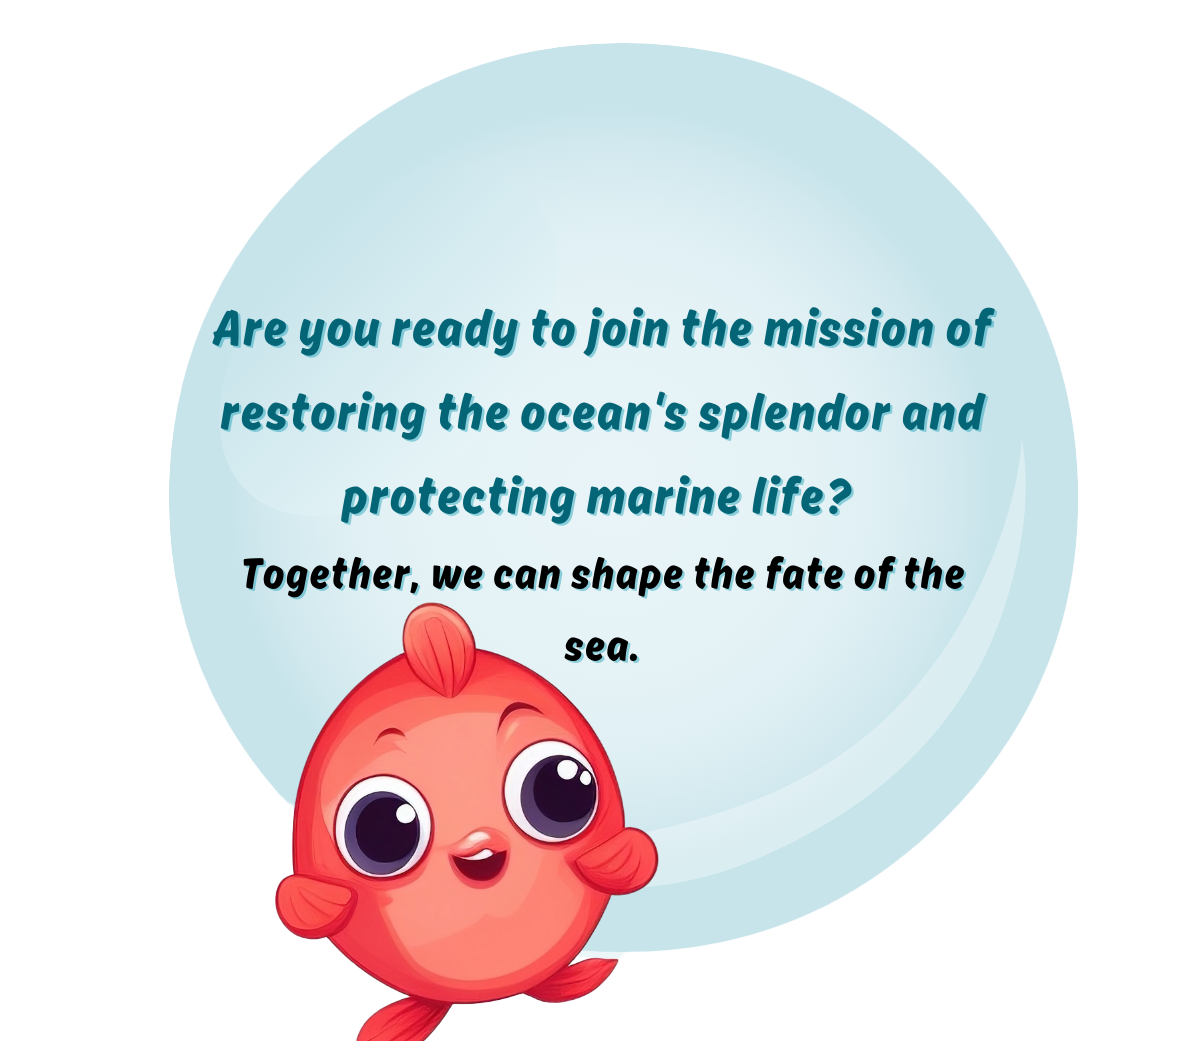 Are you ready to join the mission of
restoring the ocean's splendor and
protecting marine life?
Together, we can shape the fate of the
sea.